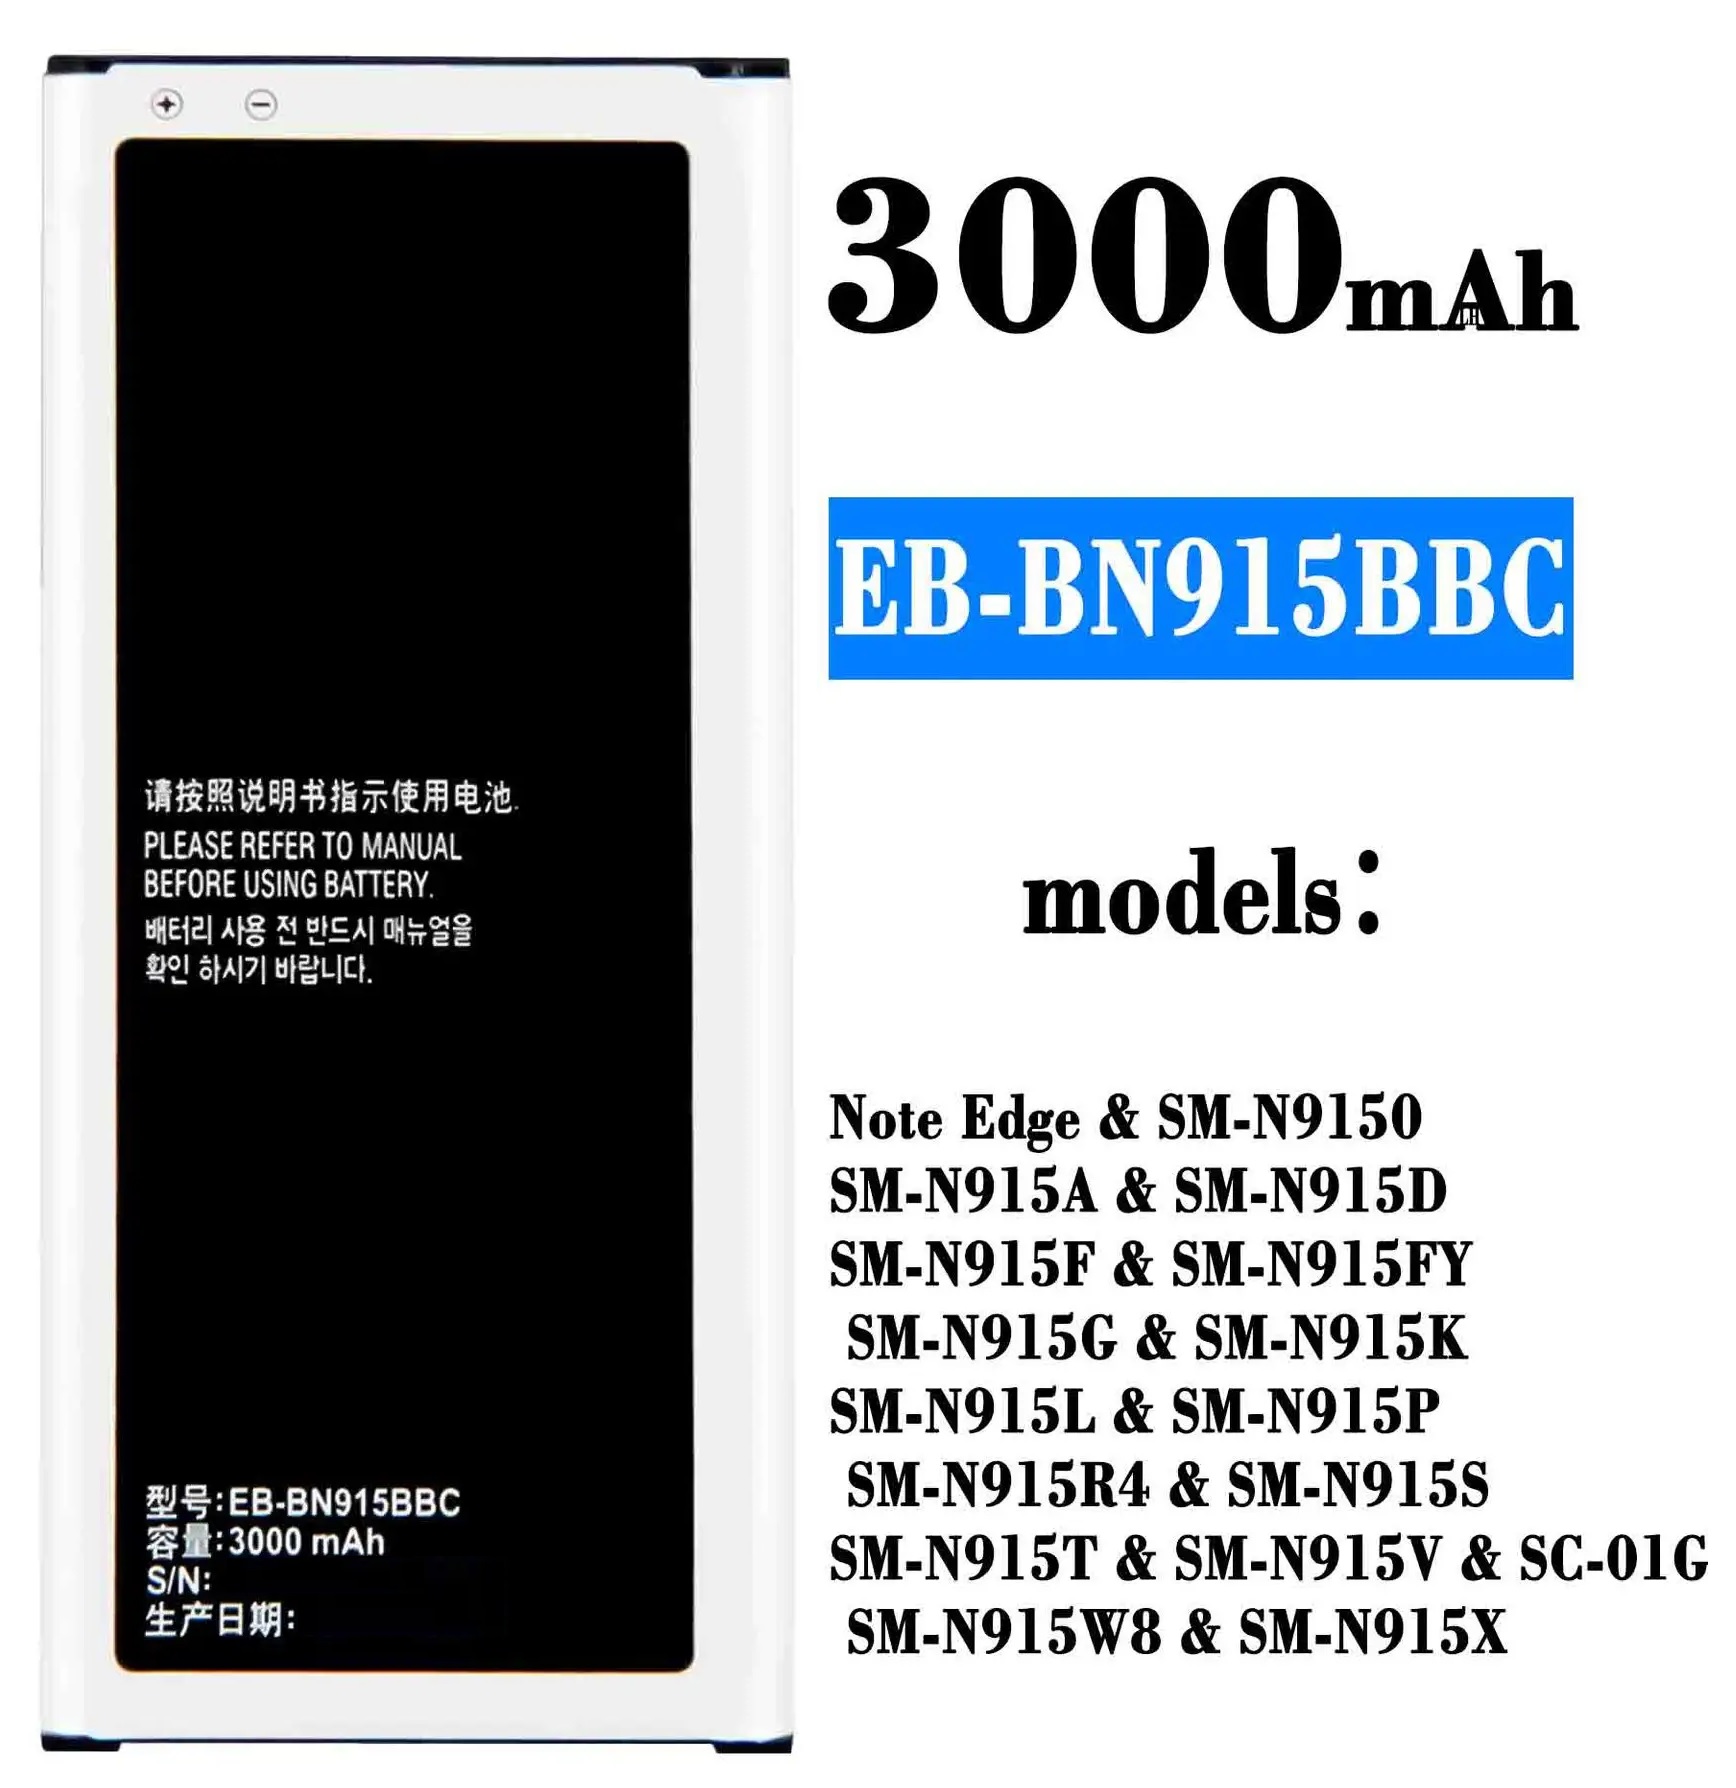 + −
请按照说明书指示使用电池.
PLEASE REFER TO MANUAL
BEFORE USING BATTERY.
배터리 사용 전 반드시 매뉴얼을
확인 하시기 바랍니다.
型号:EB-BN915BBC
容量:3000 mAh
S/N:
生产日期:
3000mAh
EB-BN915BBC
models:
Note Edge & SM-N9150
SM-N915A & SM-N915D
SM-N915F & SM-N915FY
SM-N915G & SM-N915K
SM-N915L & SM-N915P
SM-N915R4 & SM-N915S
SM-N915T & SM-N915V & SC-01G
SM-N915W8 & SM-N915X